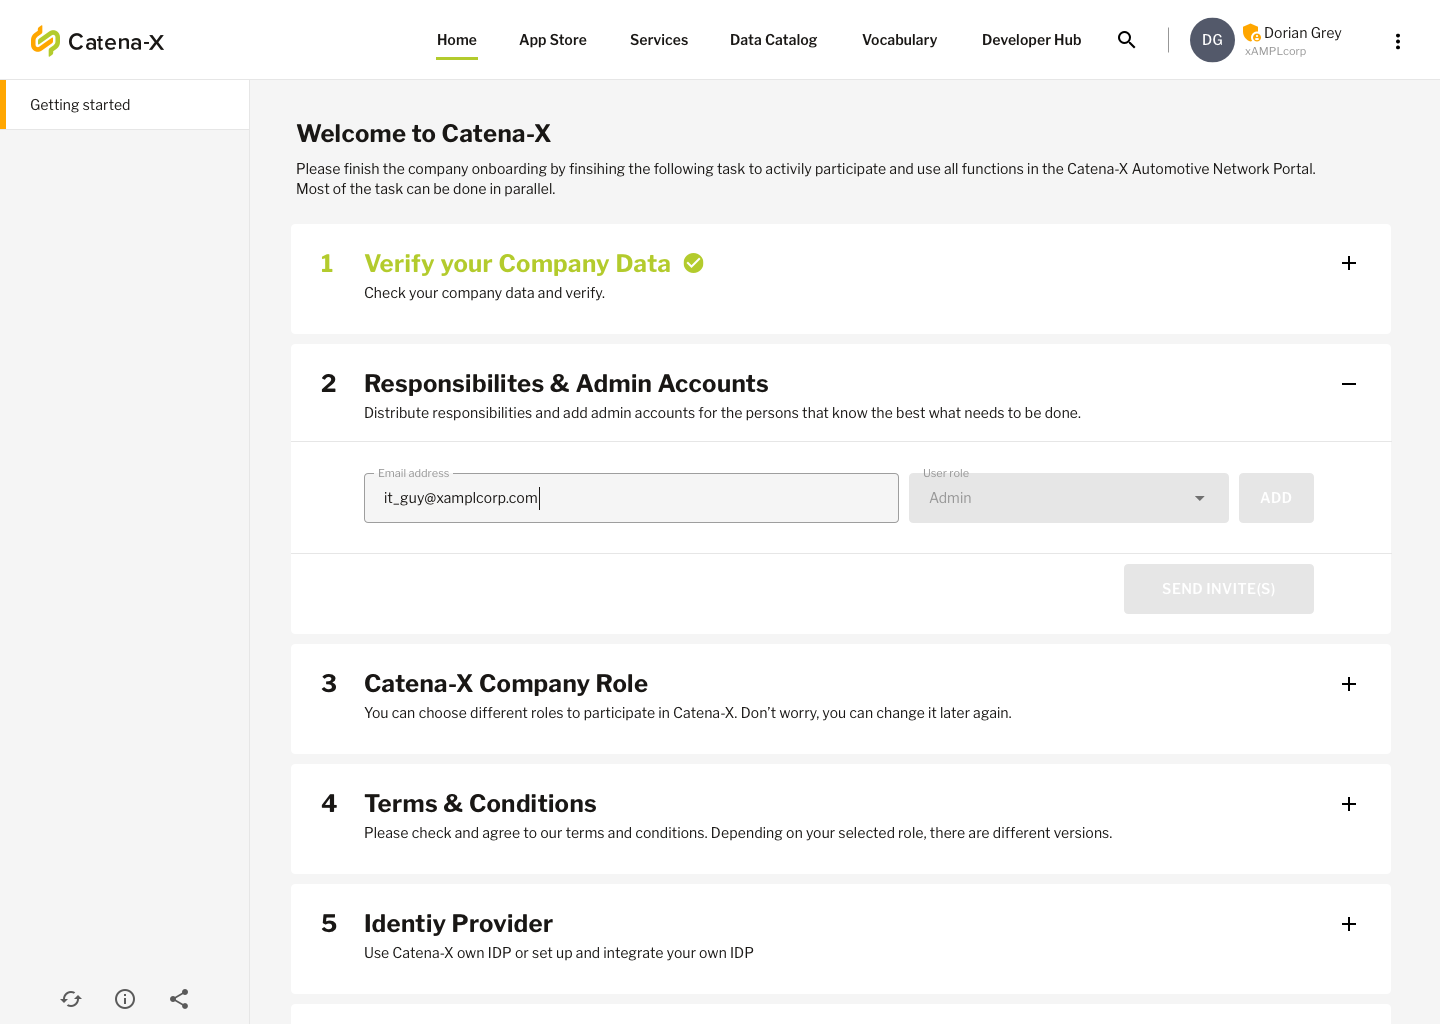 Catena-X
Home App Store Services Data Catalog Vocabulary Developer Hub
DG
Dorian Grey
xAMPLcorp
Getting started
Welcome to Catena-X
Please finish the company onboarding by finsihing the following task to activily participate and use all functions in the Catena-X Automotive Network Portal.
Most of the task can be done in parallel.
1 Verify your Company Data
Check your company data and verify.
2 Responsibilites & Admin Accounts
Distribute responsibilities and add admin accounts for the persons that know the best what needs to be done.
Email address
it_guy@xamplcorp.com
User role
Admin
ADD
SEND INVITE(S)
3 Catena-X Company Role
You can choose different roles to participate in Catena-X. Don’t worry, you can change it later again.
4 Terms & Conditions
Please check and agree to our terms and conditions. Depending on your selected role, there are different versions.
5 Identiy Provider
Use Catena-X own IDP or set up and integrate your own IDP